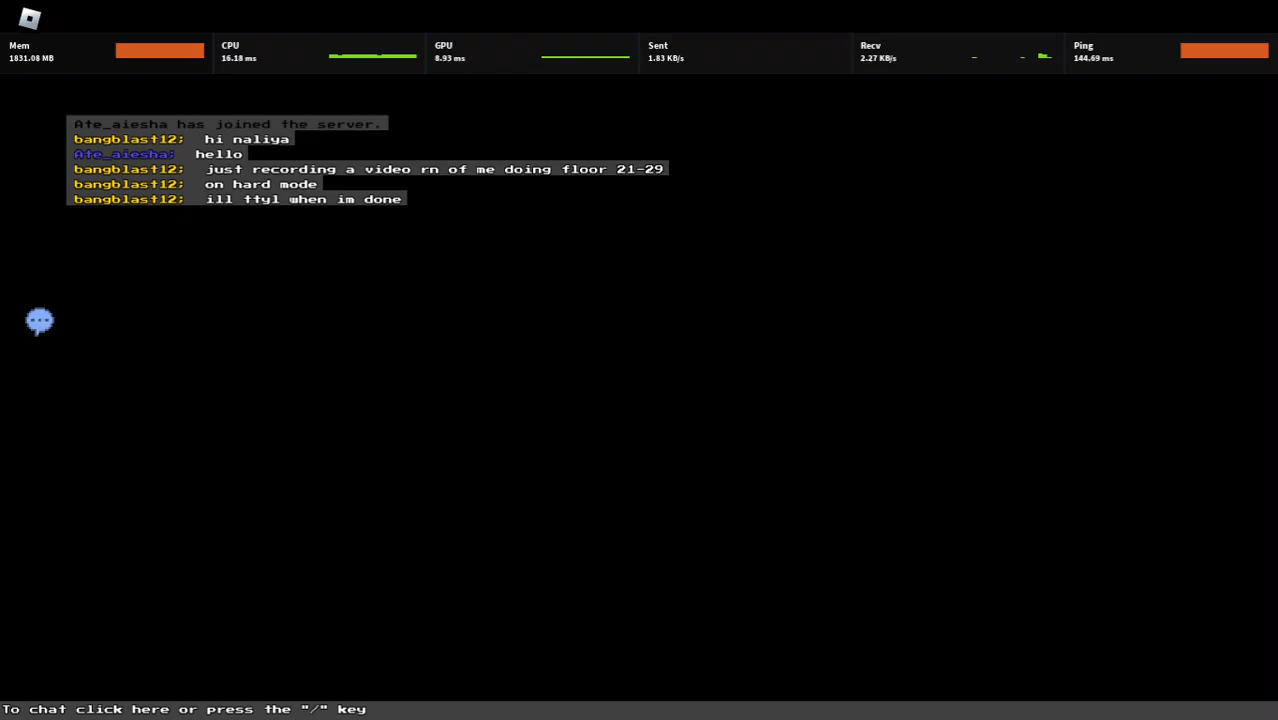 Mem
1831.08 MB
CPU
16.18 ms
GPU
8.93 ms
Sent
1.83 KB/s
Recv
2.27 KB/s
Ping
144.69 ms
Ate_aiesha has joined the server.
bangblast12: hi naliya
Ate_aiesha: hello
bangblast12: just recording a video rn of me doing floor 21-29
bangblast12: on hard mode
bangblast12: ill ttyl when im done
To chat click here or press the "/" key